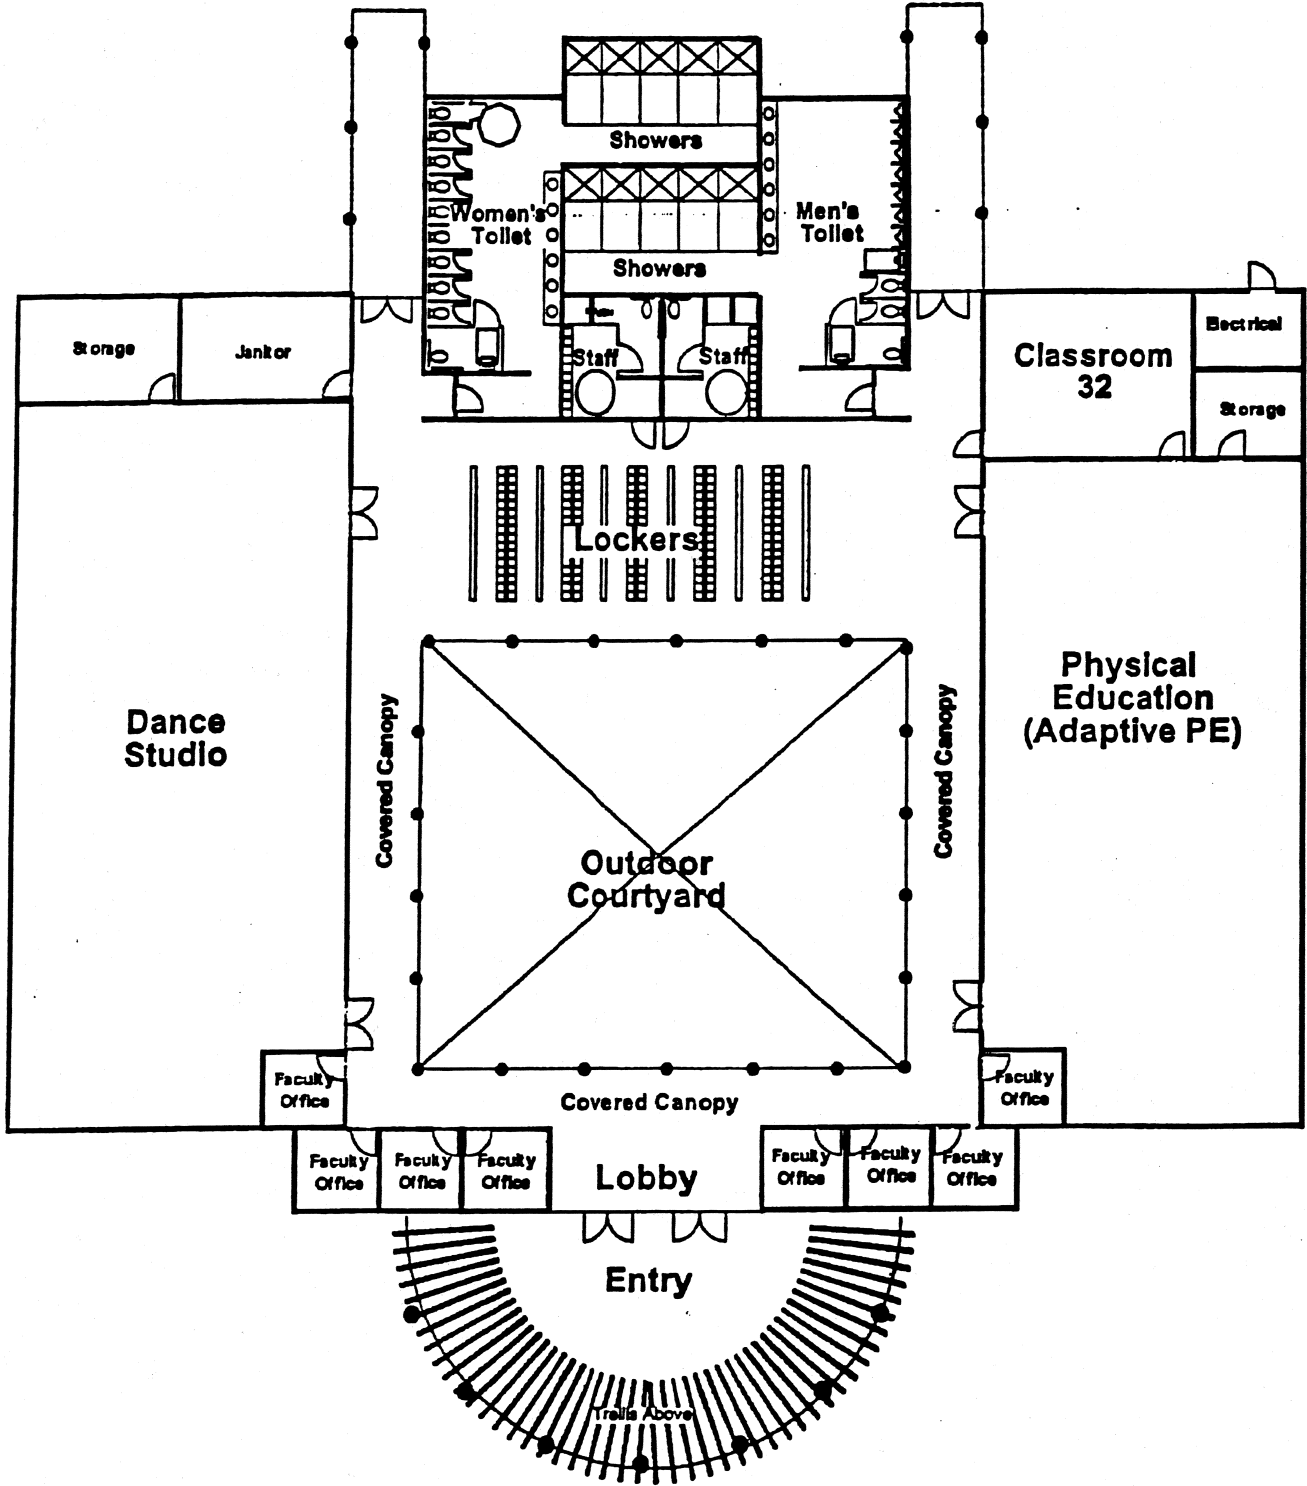 Showers
Women's
Toilet
Men's
Toilet
Showers
Storage
Janitor
Staff
Staff
Classroom
32
Electrical
Storage
Lockers
Dance
Studio
Covered Canopy
Outdoor
Courtyard
Covered Canopy
Physical
Education
(Adaptive PE)
Faculty
Office
Covered Canopy
Faculty
Office
Faculty
Office
Faculty
Office
Faculty
Office
Lobby
Faculty
Office
Faculty
Office
Faculty
Office
Entry
Trellis Above